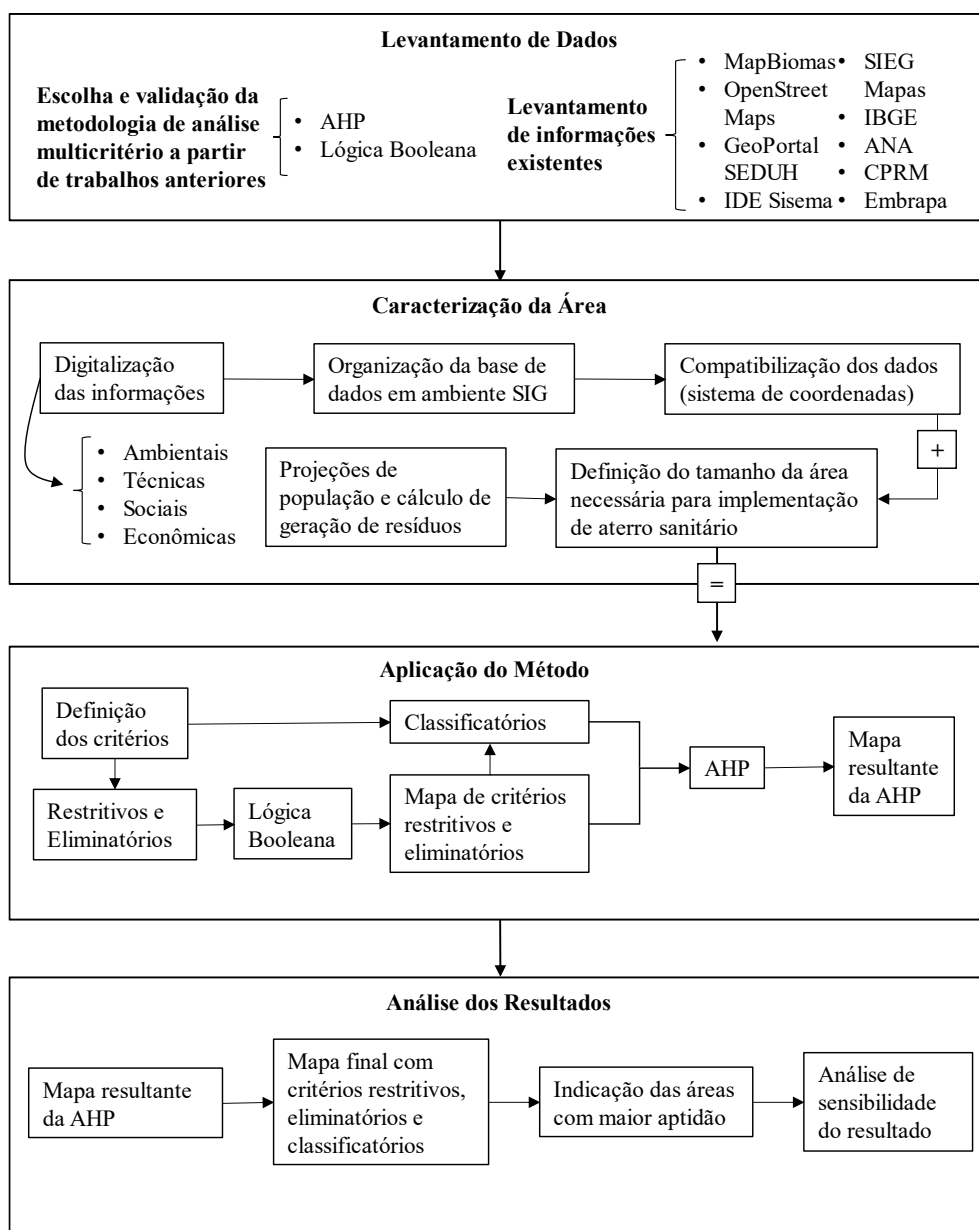 Levantamento de Dados
Escolha e validação da
metodologia de análise
multicritério a partir
de trabalhos anteriores
• AHP
• Lógica Booleana
Levantamento
de informações
existentes
• MapBiomas
• OpenStreet
Maps
• GeoPortal
SEDUH
• IDE Sisema
• SIEG
Mapas
• IBGE
• ANA
• CPRM
• Embrapa
Caracterização da Área
Digitalização
das informações
Organização da base de
dados em ambiente SIG
Compatibilização dos dados
(sistema de coordenadas)
+
• Ambientais
• Técnicas
• Sociais
• Econômicas
Projeções de
população e cálculo de
geração de resíduos
Definição do tamanho da área
necessária para implementação
de aterro sanitário
=
Aplicação do Método
Definição
dos critérios
Classificatórios
Restritivos e
Eliminatórios
Lógica
Booleana
Mapa de critérios
restritivos e
eliminatórios
AHP
Mapa
resultante
da AHP
Análise dos Resultados
Mapa resultante
da AHP
Mapa final com
critérios restritivos,
eliminatórios e
classificatórios
Indicação das áreas
com maior aptidão
Análise de
sensibilidade
do resultado